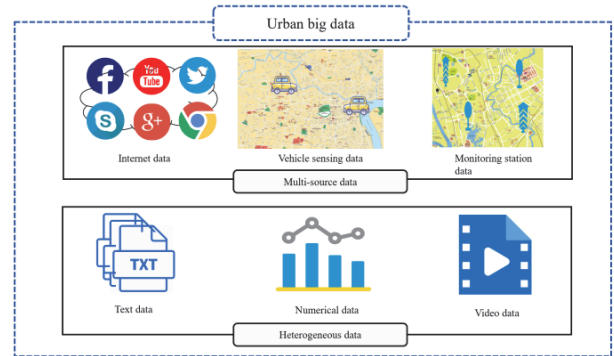 Urban big data
f
You
Tube
S
g+
Internet data
Vehicle sensing data
Monitoring station
data
Multi-source data
TXT
Text data
Numerical data
Video data
Heterogeneous data